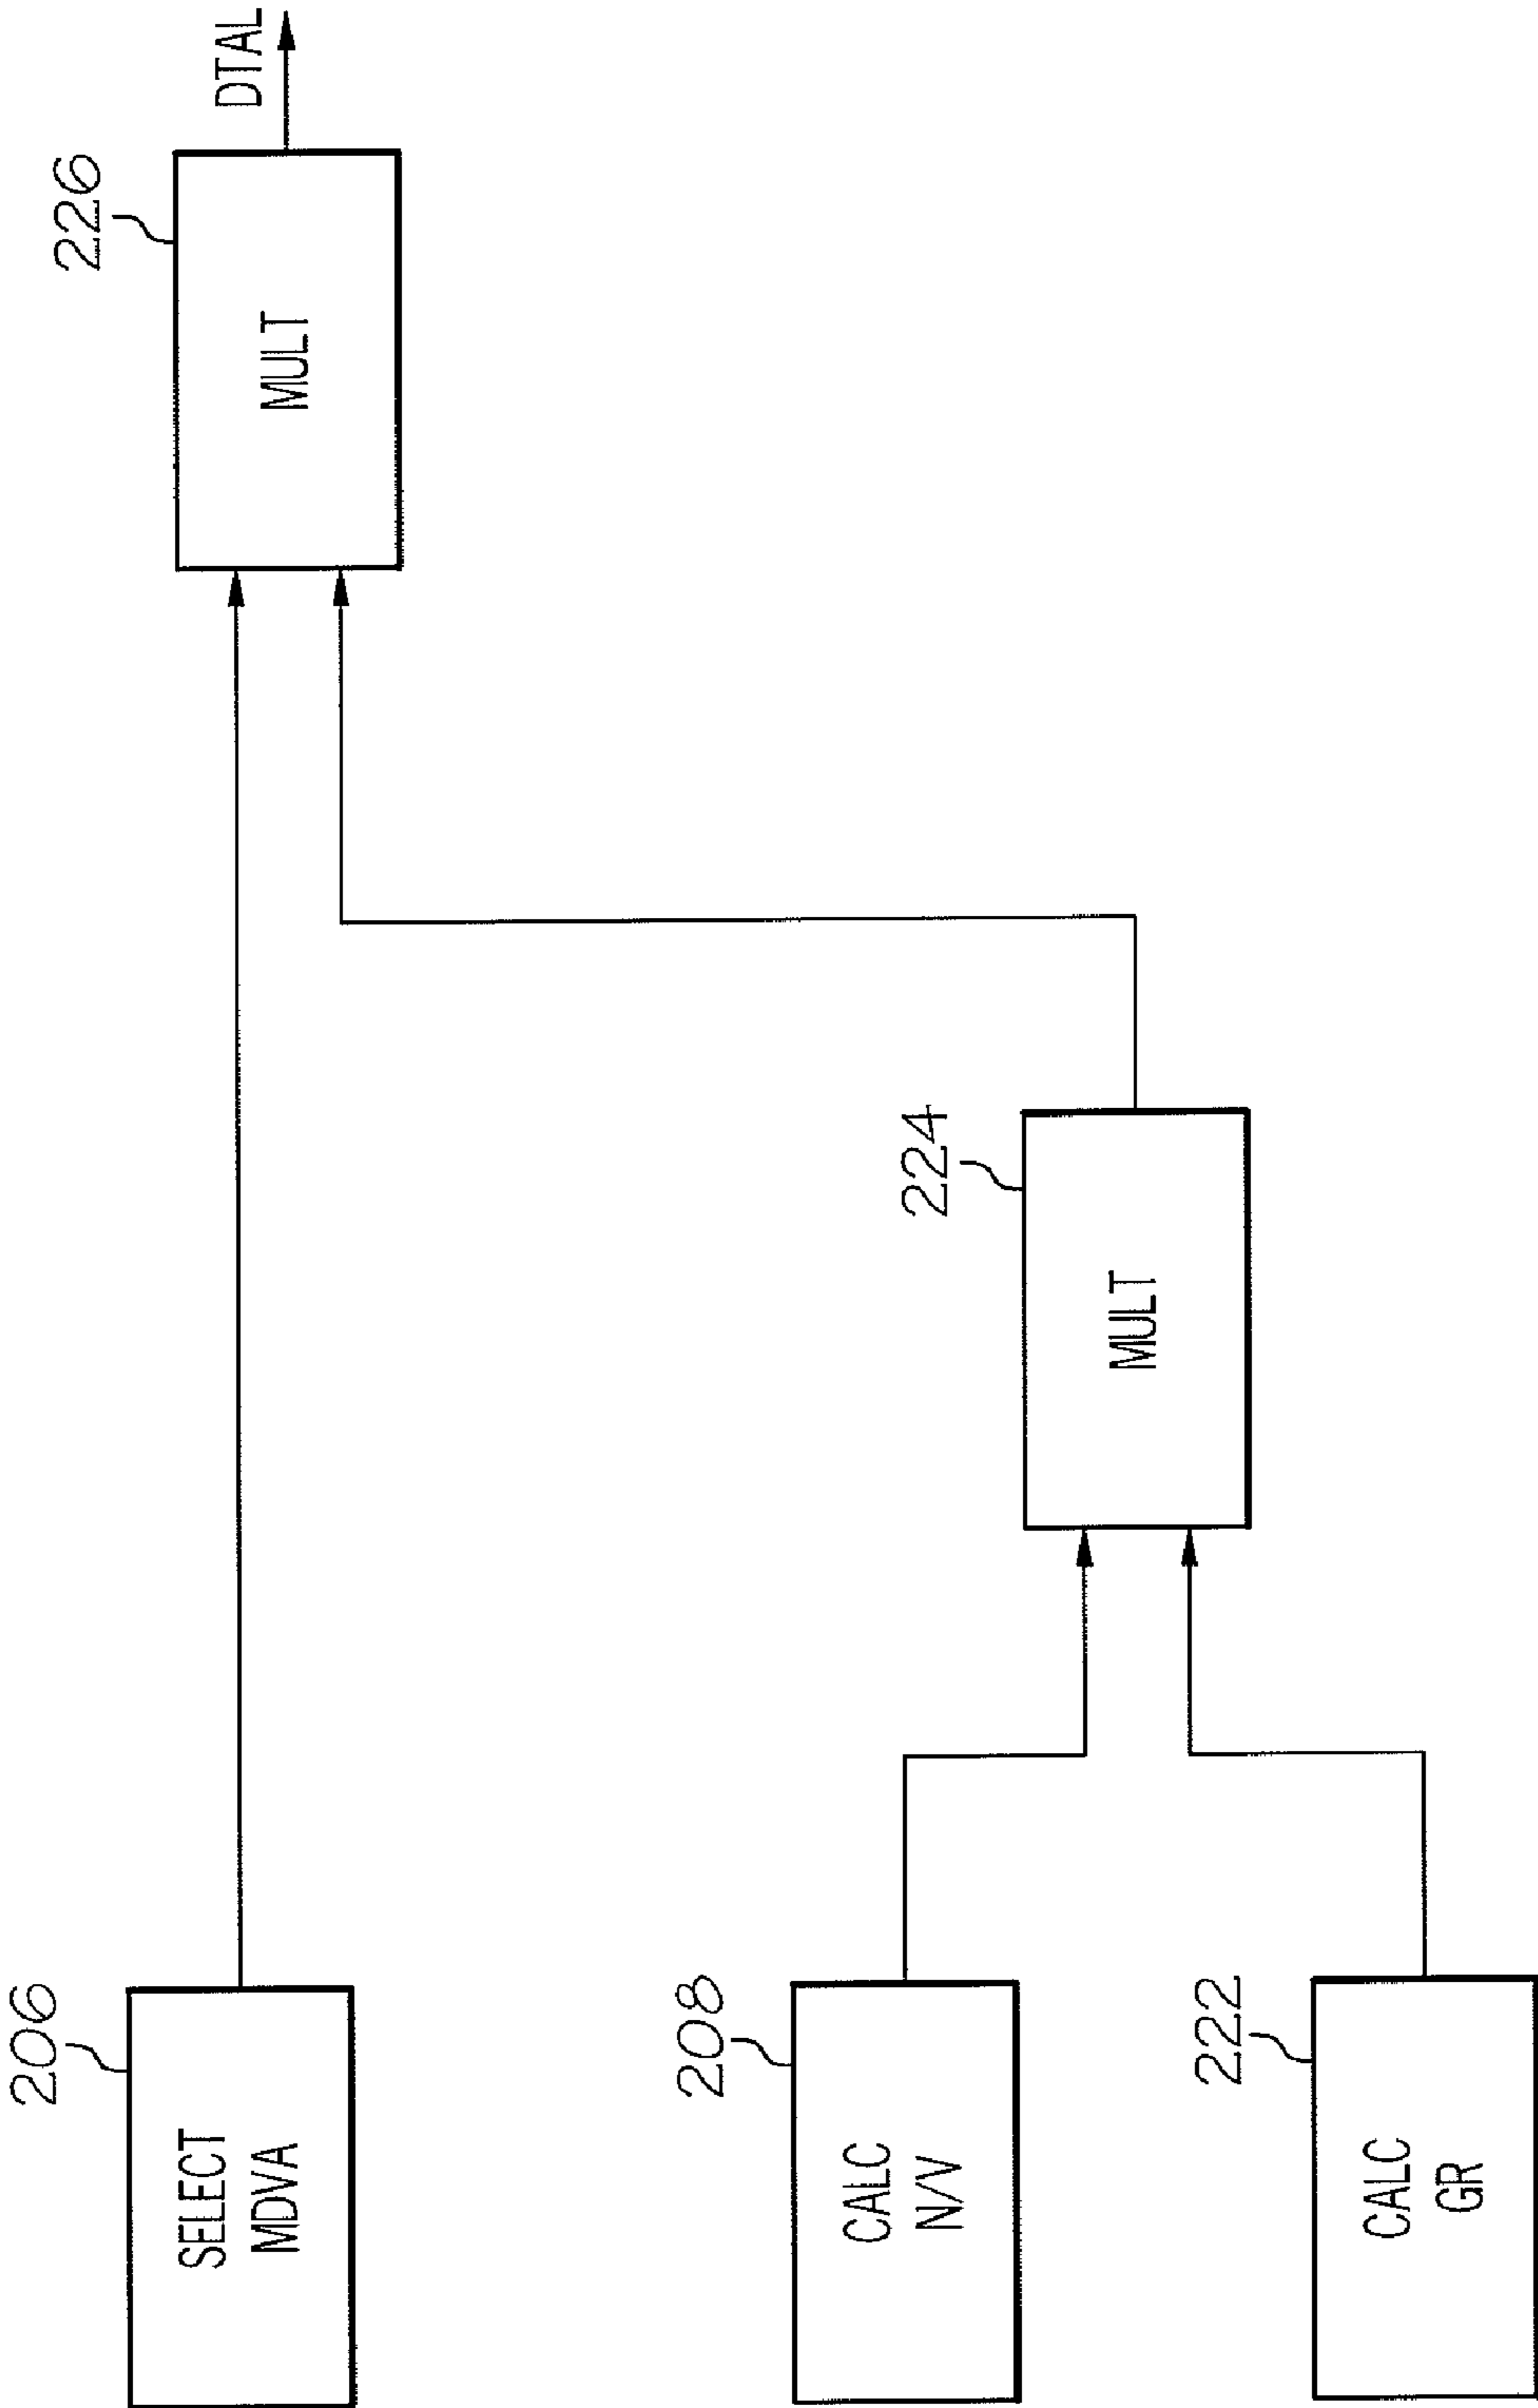 206
SELECT
MDVA
226
MULT
DTAL
208
CALC
N/V
224
MULT
222
CALC
GR